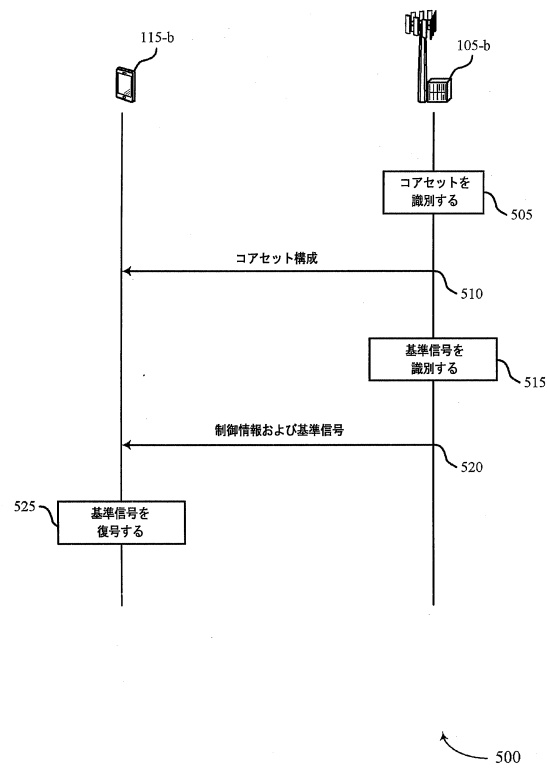 115-b
105-b
コアセットを
識別する
505
コアセット構成
510
基準信号を
識別する
515
制御情報および基準信号
520
525
基準信号を
復号する
500